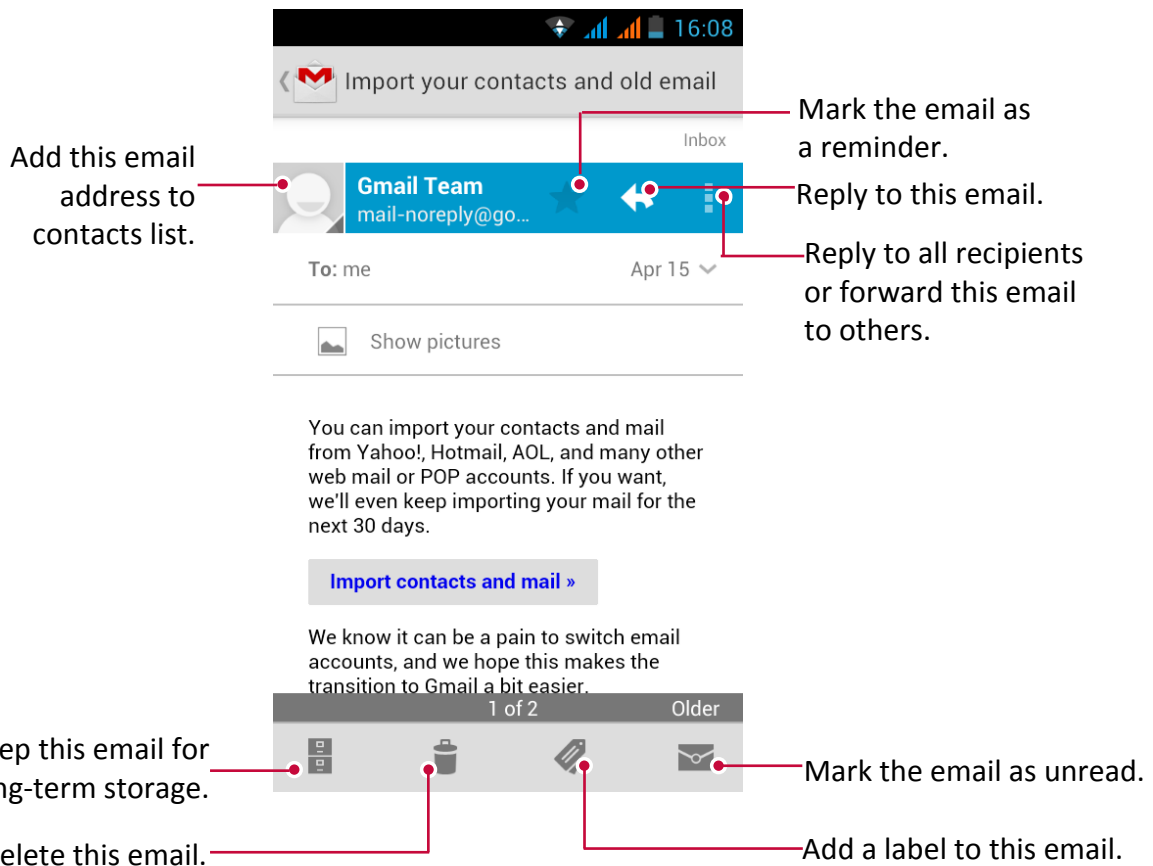 16:08
Import your contacts and old email
Inbox
Gmail Team
mail-noreply@go...
To: me
Apr 15
Show pictures
You can import your contacts and mail
from Yahoo!, Hotmail, AOL, and many other
web mail or POP accounts. If you want,
we'll even keep importing your mail for the
next 30 days.
Import contacts and mail »
We know it can be a pain to switch email
accounts, and we hope this makes the
transition to Gmail a bit easier.
1 of 2
Older
Add this email
address to
contacts list.
Mark the email as
a reminder.
Reply to this email.
Reply to all recipients
or forward this email
to others.
ep this email for
ng-term storage.
elete this email.
Mark the email as unread.
Add a label to this email.